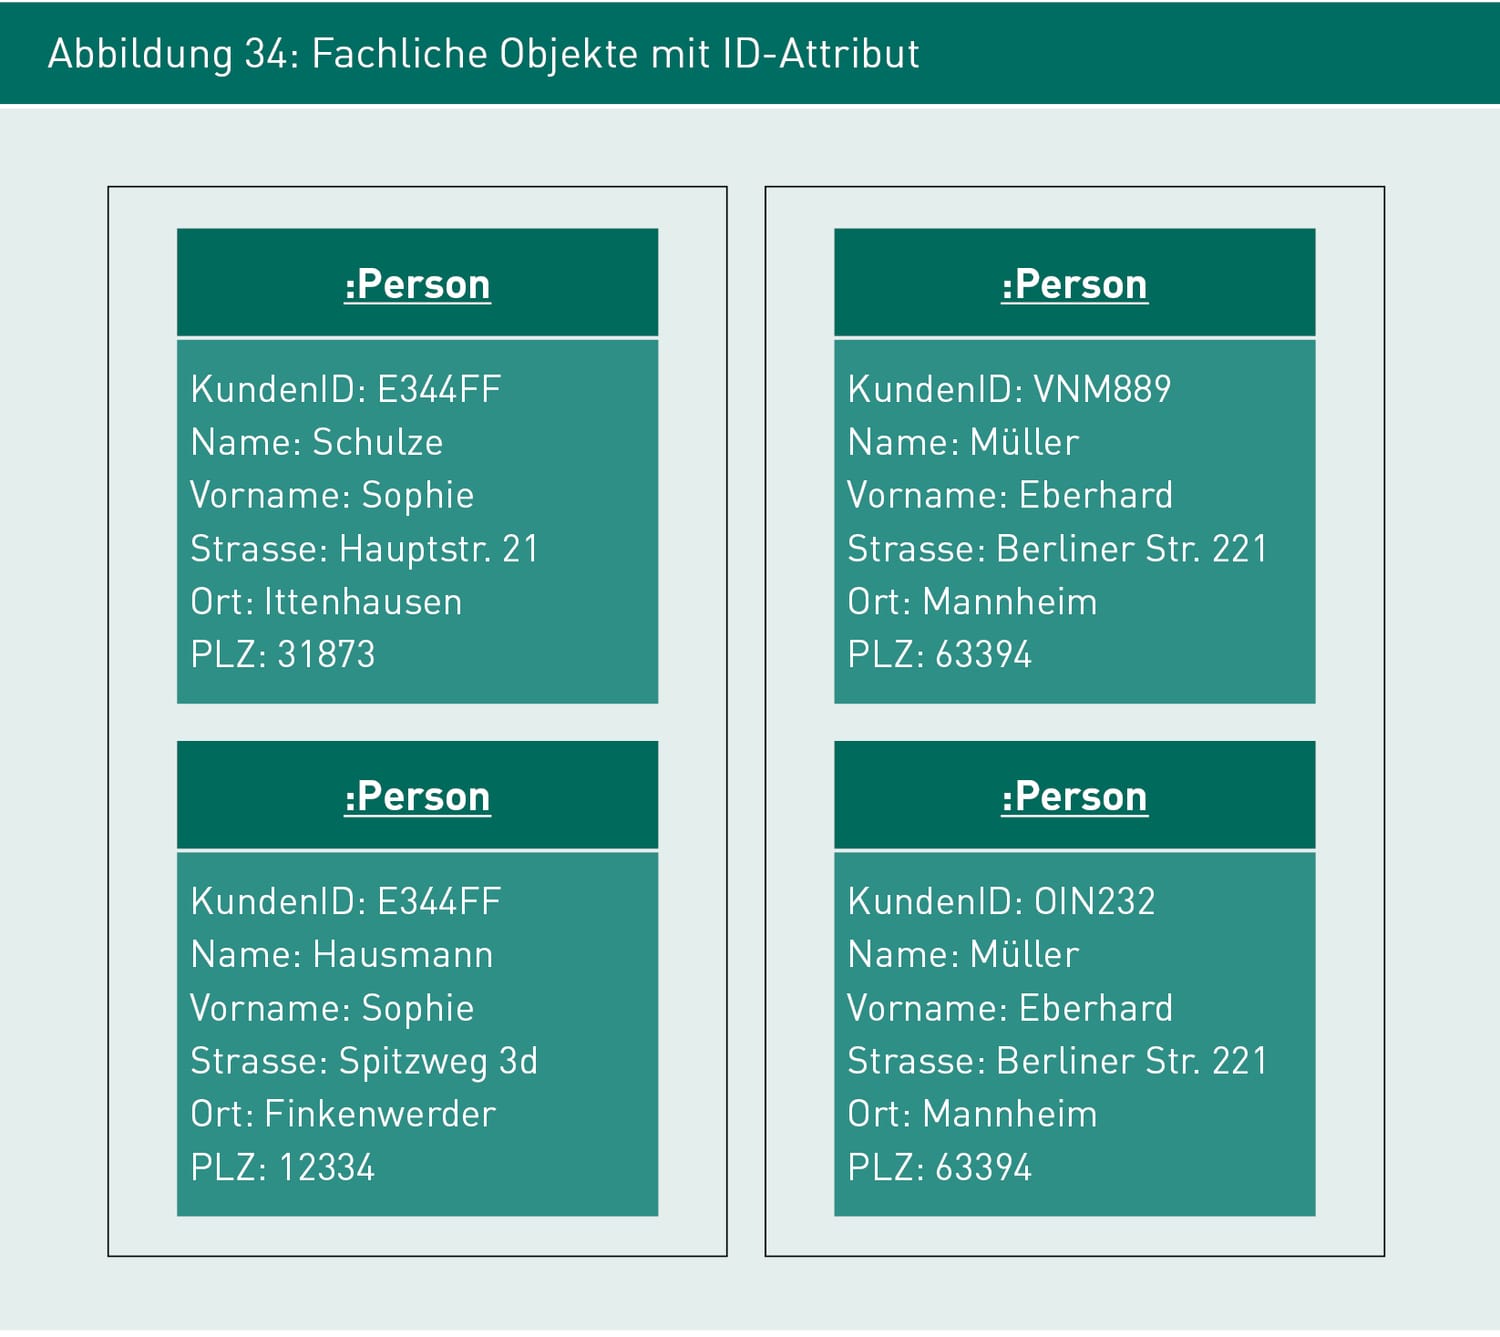 Abbildung 34: Fachliche Objekte mit ID-Attribut
:Person
KundenID: E344FF
Name: Schulze
Vorname: Sophie
Strasse: Hauptstr. 21
Ort: Ittenhausen
PLZ: 31873
:Person
KundenID: E344FF
Name: Hausmann
Vorname: Sophie
Strasse: Spitzweg 3d
Ort: Finkenwerder
PLZ: 12334
:Person
KundenID: VNM889
Name: Müller
Vorname: Eberhard
Strasse: Berliner Str. 221
Ort: Mannheim
PLZ: 63394
:Person
KundenID: OIN232
Name: Müller
Vorname: Eberhard
Strasse: Berliner Str. 221
Ort: Mannheim
PLZ: 63394